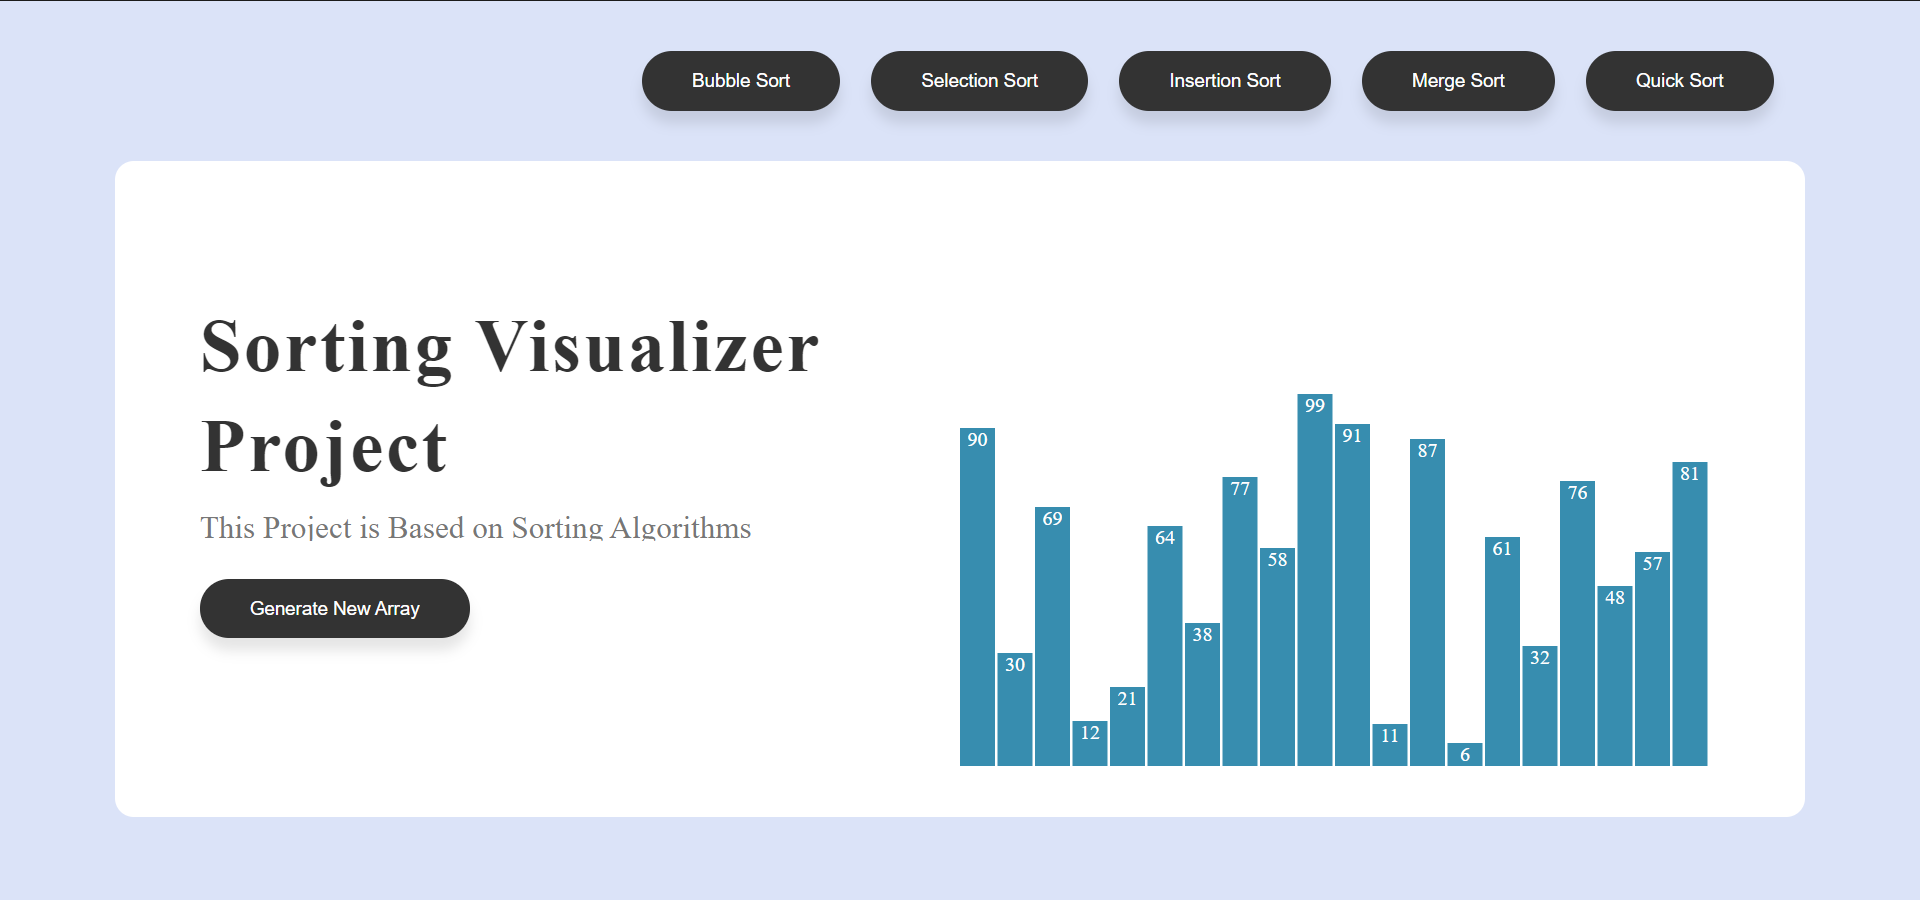 Bubble Sort
Selection Sort
Insertion Sort
Merge Sort
Quick Sort
Sorting Visualizer
Project
This Project is Based on Sorting Algorithms
Generate New Array
90
30
69
12
21
64
38
77
58
99
91
11
87
6
61
32
76
48
57
81